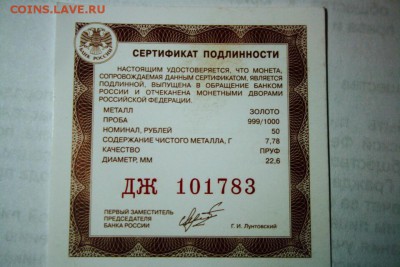 COINS.LAVE.RU
БАНК РОССИИ
СЕРТИФИКАТ ПОДЛИННОСТИ
НАСТОЯЩИМ УДОСТОВЕРЯЕТСЯ, ЧТО МОНЕТА,
СОПРОВОЖДАЕМАЯ ДАННЫМ СЕРТИФИКАТОМ, ЯВЛЯЕТСЯ
ПОДЛИННОЙ, ВЫПУЩЕНА В ОБРАЩЕНИЕ БАНКОМ
РОССИИ И ОТЧЕКАНЕНА МОНЕТНЫМИ ДВОРАМИ
РОССИЙСКОЙ ФЕДЕРАЦИИ.
МЕТАЛЛ ЗОЛОТО
ПРОБА 999/1000
НОМИНАЛ, РУБЛЕЙ 50
СОДЕРЖАНИЕ ЧИСТОГО МЕТАЛЛА, Г 7,78
КАЧЕСТВО ПРУФ
ДИАМЕТР, ММ 22,6
ДЖ 101783
ПЕРВЫЙ ЗАМЕСТИТЕЛЬ
ПРЕДСЕДАТЕЛЯ
БАНКА РОССИИ
Г. И. Лунтовский